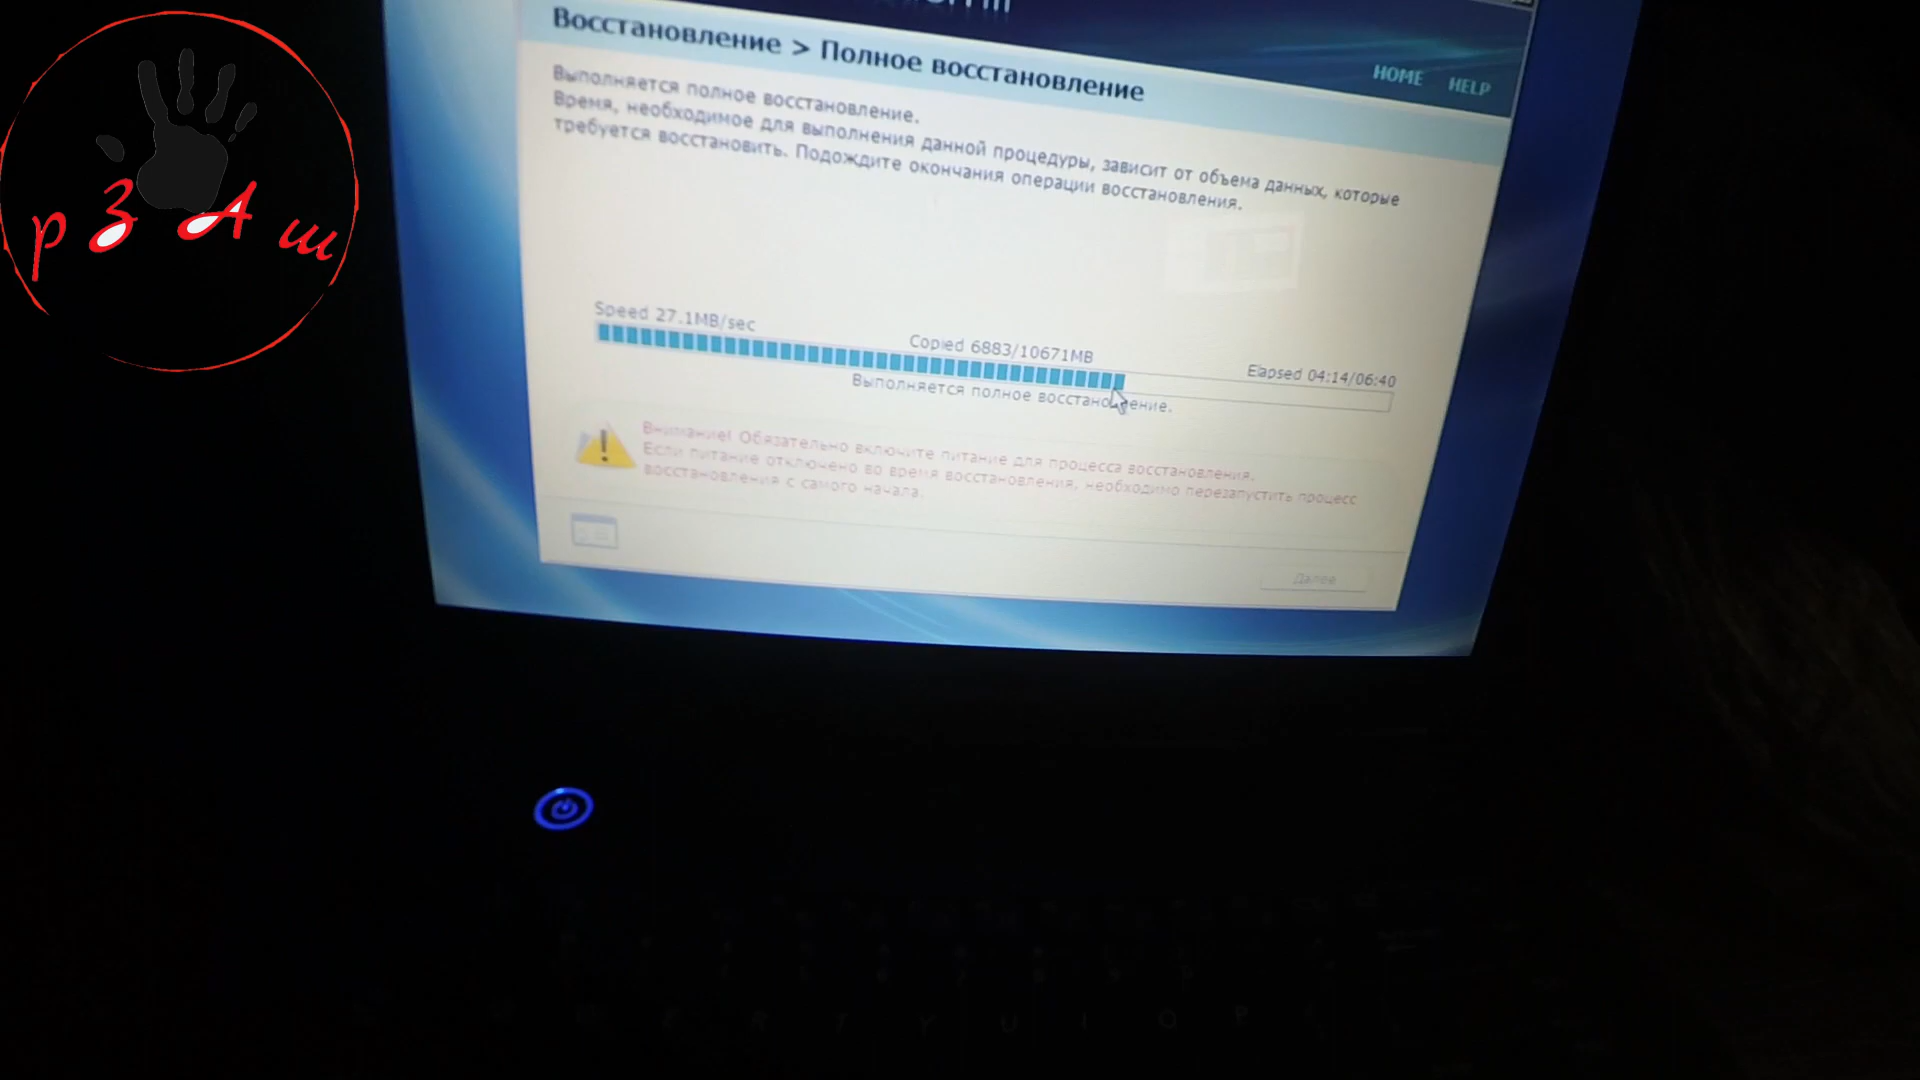 Восстановление > Полное восстановление
HOME HELP
Выполняется полное восстановление.
Время, необходимое для выполнения данной процедуры, зависит от объема данных, которые
требуется восстановить. Подождите окончания операции восстановления.
рЗАш
Speed 27.1MB/sec
Copied 6883/10671MB
Elapsed 04:14/06:40
Выполняется полное восстановление.
Внимание! Обязательно включите питание для процесса восстановления.
Если питание отключено во время восстановления, необходимо перезапустить процесс
восстановления с самого начала.
Далее
R T Y U I O P